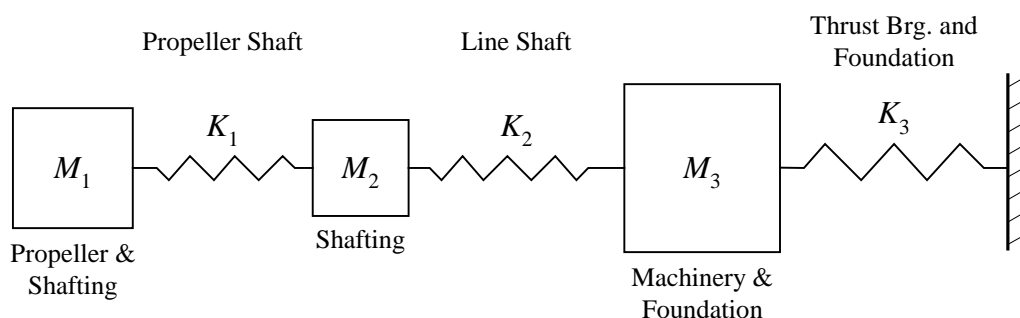 Propeller Shaft
Line Shaft
Thrust Brg. and
Foundation
K1
K2
K3
M1
M2
M3
Propeller &
Shafting
Shafting
Machinery &
Foundation